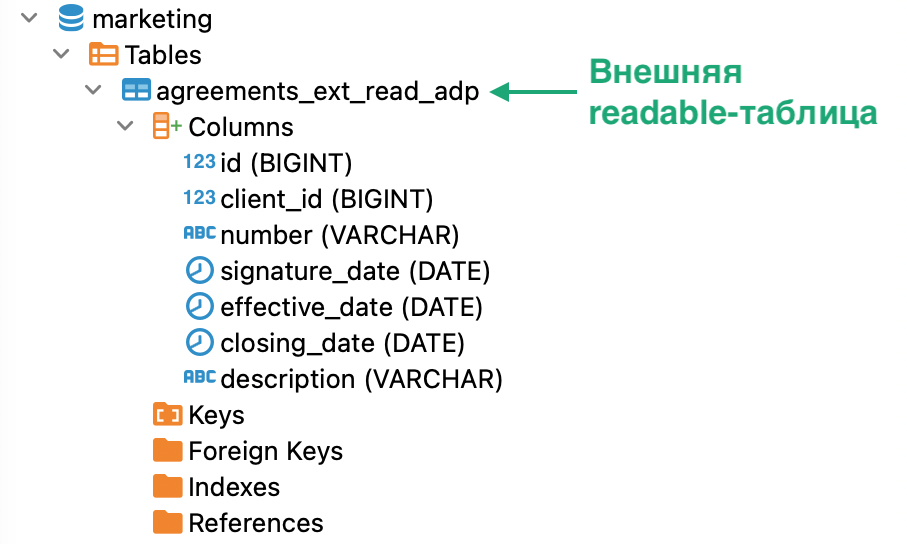 marketing
Tables
agreements_ext_read_adp
Внешняя
readable-таблица
Columns
123 id (BIGINT)
123 client_id (BIGINT)
ABC number (VARCHAR)
signature_date (DATE)
effective_date (DATE)
closing_date (DATE)
ABC description (VARCHAR)
Keys
Foreign Keys
Indexes
References